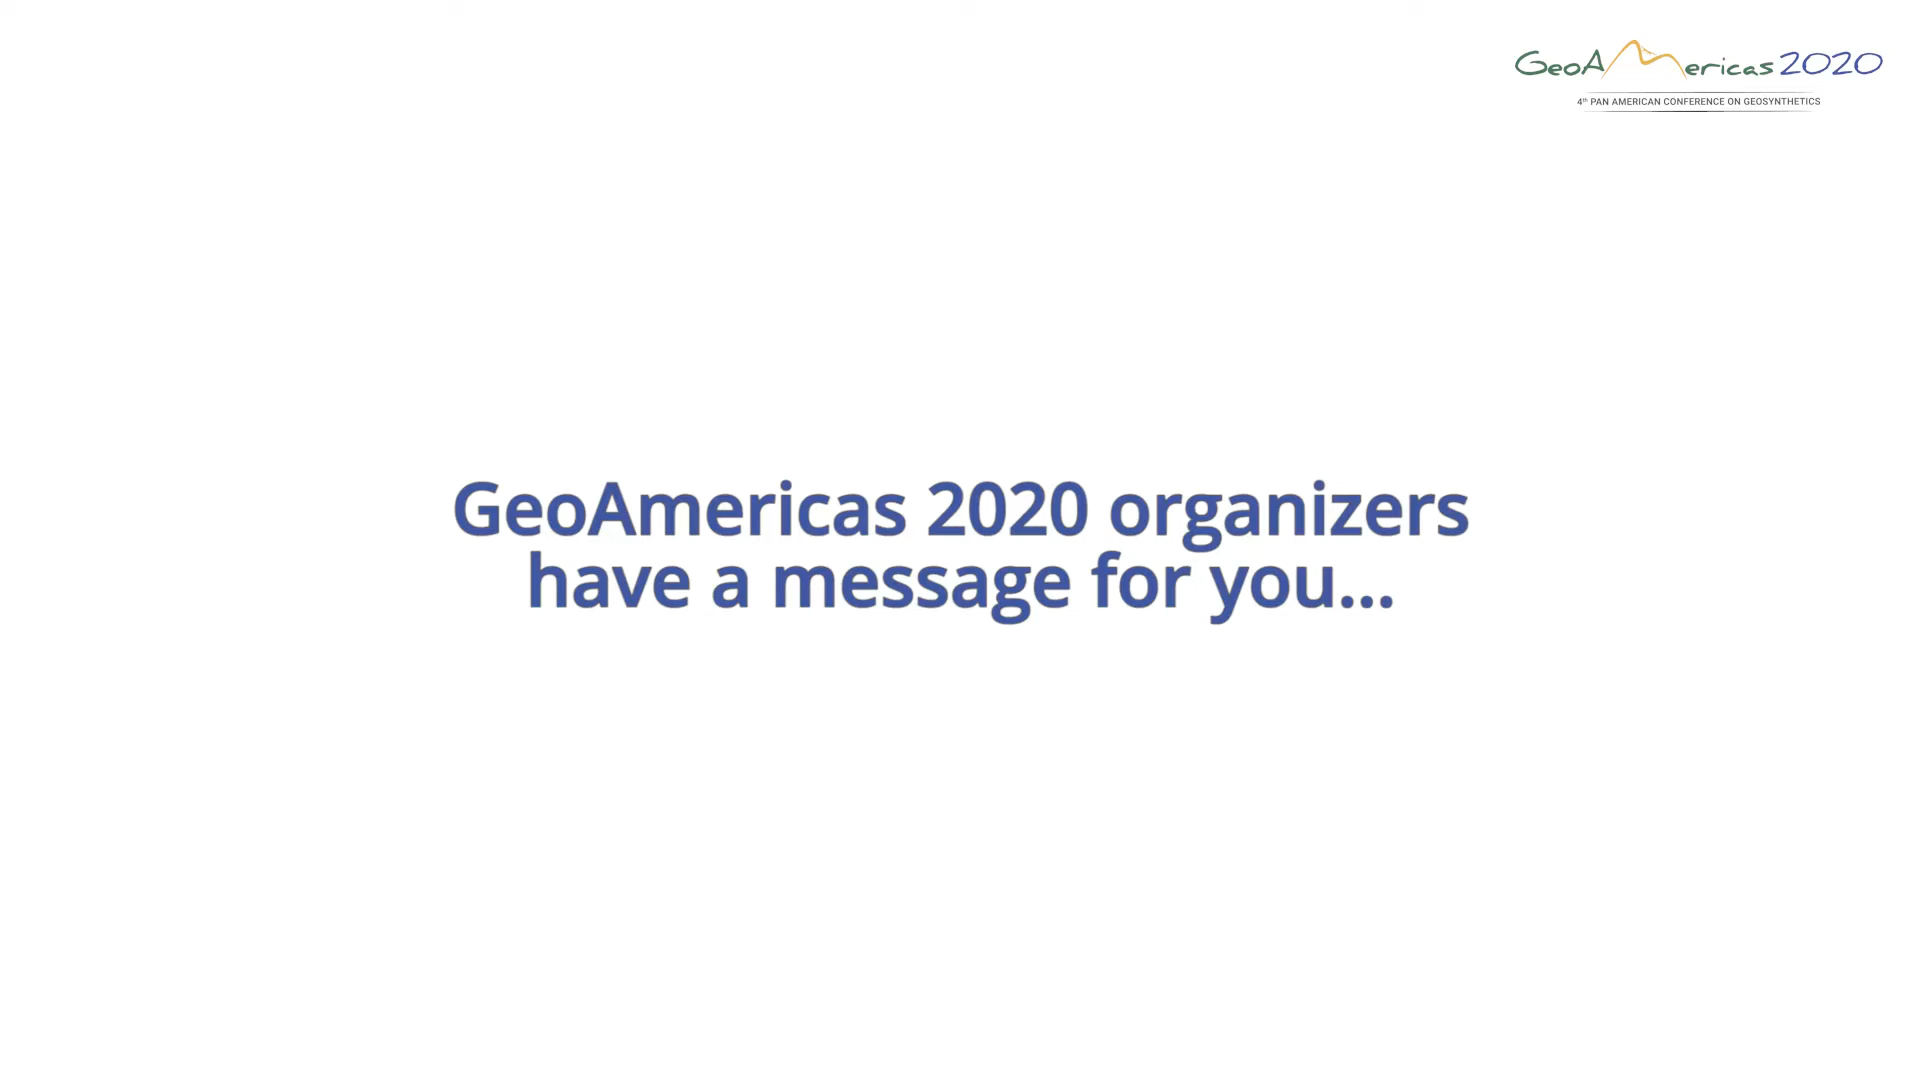 GeoAmericas 2020
4th PAN AMERICAN CONFERENCE ON GEOSYNTHETICS
GeoAmericas 2020 organizers
have a message for you...